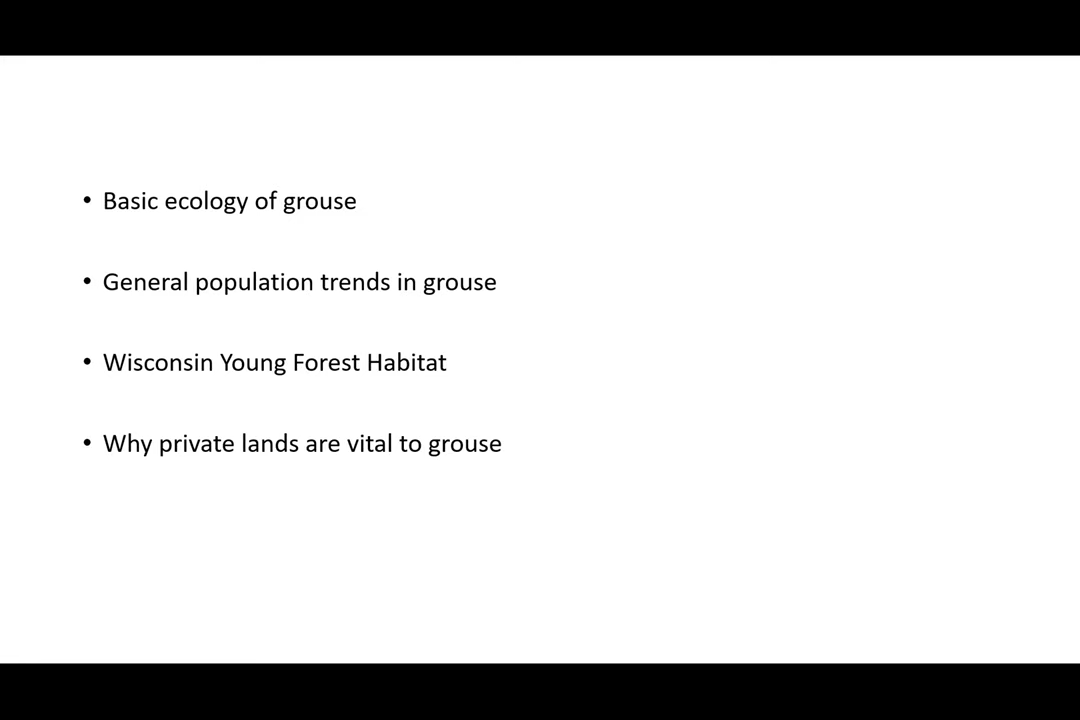 • Basic ecology of grouse
• General population trends in grouse
• Wisconsin Young Forest Habitat
• Why private lands are vital to grouse